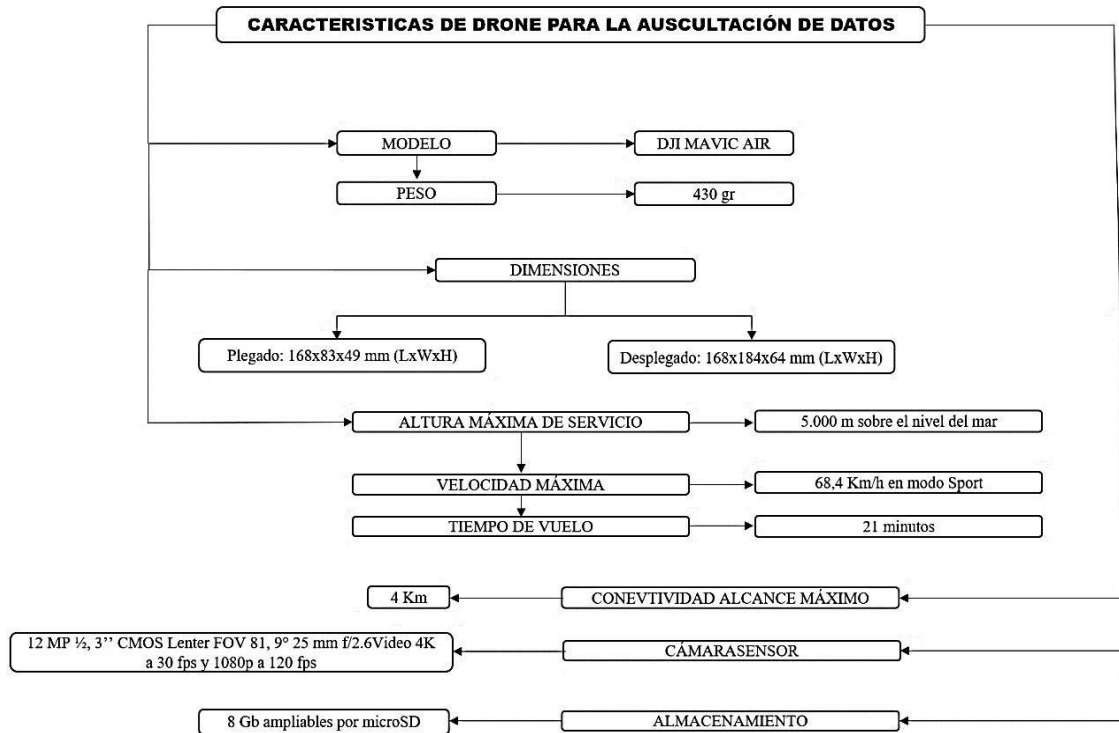 CARACTERISTICAS DE DRONE PARA LA AUSCULTACIÓN DE DATOS
MODELO
DJI MAVIC AIR
PESO
430 gr
DIMENSIONES
Plegado: 168x83x49 mm (LxWxH)
Desplegado: 168x184x64 mm (LxWxH)
ALTURA MÁXIMA DE SERVICIO
5.000 m sobre el nivel del mar
VELOCIDAD MÁXIMA
68,4 Km/h en modo Sport
TIEMPO DE VUELO
21 minutos
4 Km
CONEVTIVIDAD ALCANCE MÁXIMO
12 MP ½, 3’’ CMOS Lenter FOV 81, 9° 25 mm f/2.6Video 4K
a 30 fps y 1080p a 120 fps
CÁMARASENSOR
8 Gb ampliables por microSD
ALMACENAMIENTO